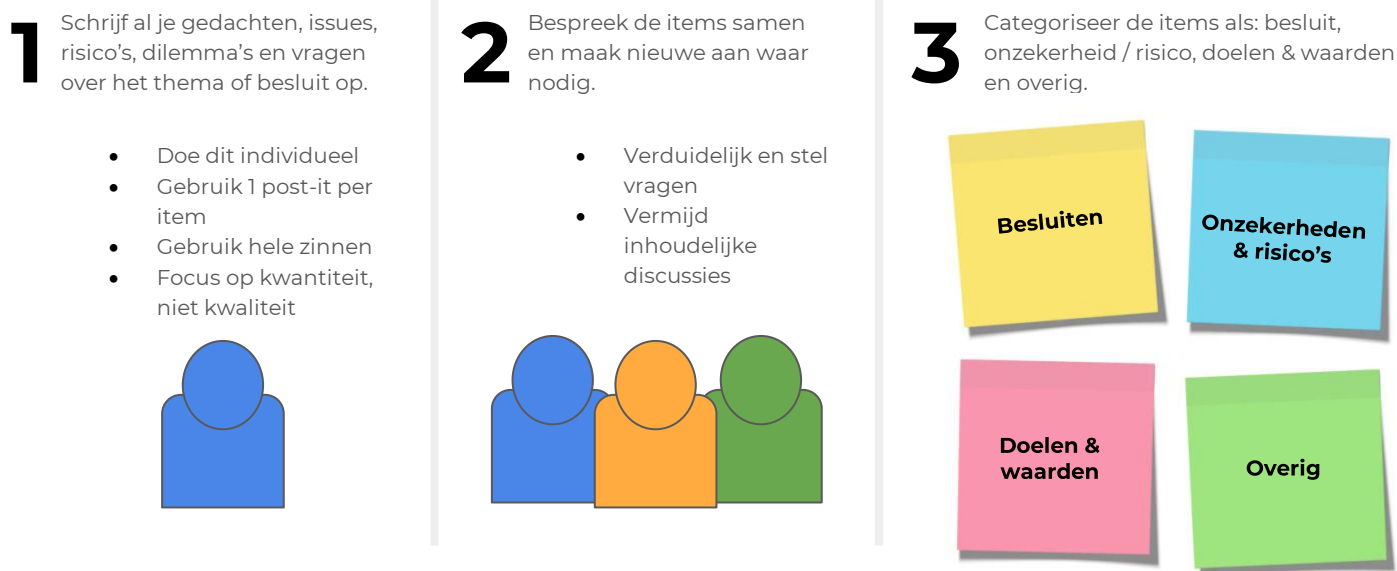 1
Schrijf al je gedachten, issues,
risico’s, dilemma’s en vragen
over het thema of besluit op.
Doe dit individueel
Gebruik 1 post-it per
item
Gebruik hele zinnen
Focus op kwantiteit,
niet kwaliteit
2
Bespreek de items samen
en maak nieuwe aan waar
nodig.
Verduidelijk en stel
vragen
Vermijd
inhoudelijke
discussies
3
Categoriseer de items als: besluit,
onzekerheid / risico, doelen & waarden
en overig.
Besluiten
Onzekerheden
& risico’s
Doelen &
waarden
Overig